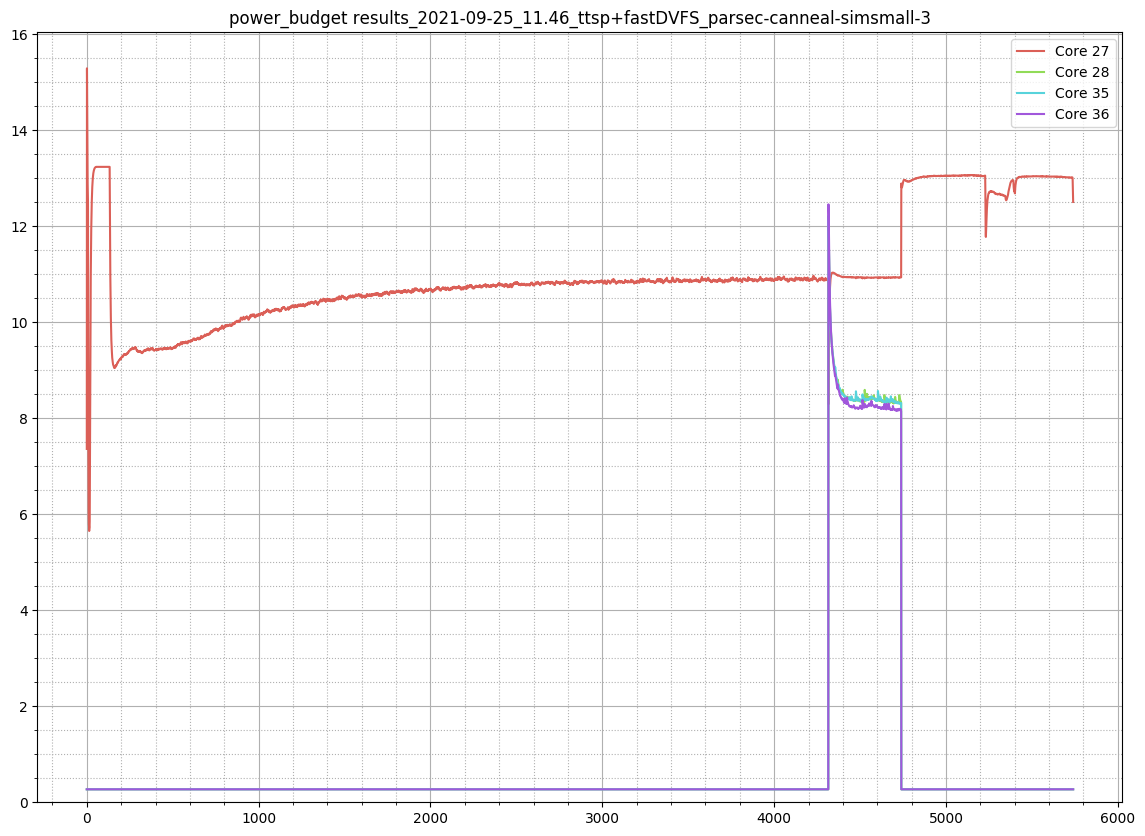 power_budget results_2021-09-25_11.46_ttsp+fastDVFS_parsec-canneal-simsmall-3
Core 27
Core 28
Core 35
Core 36
16
14
12
10
8
6
4
2
0
0 1000 2000 3000 4000 5000 6000